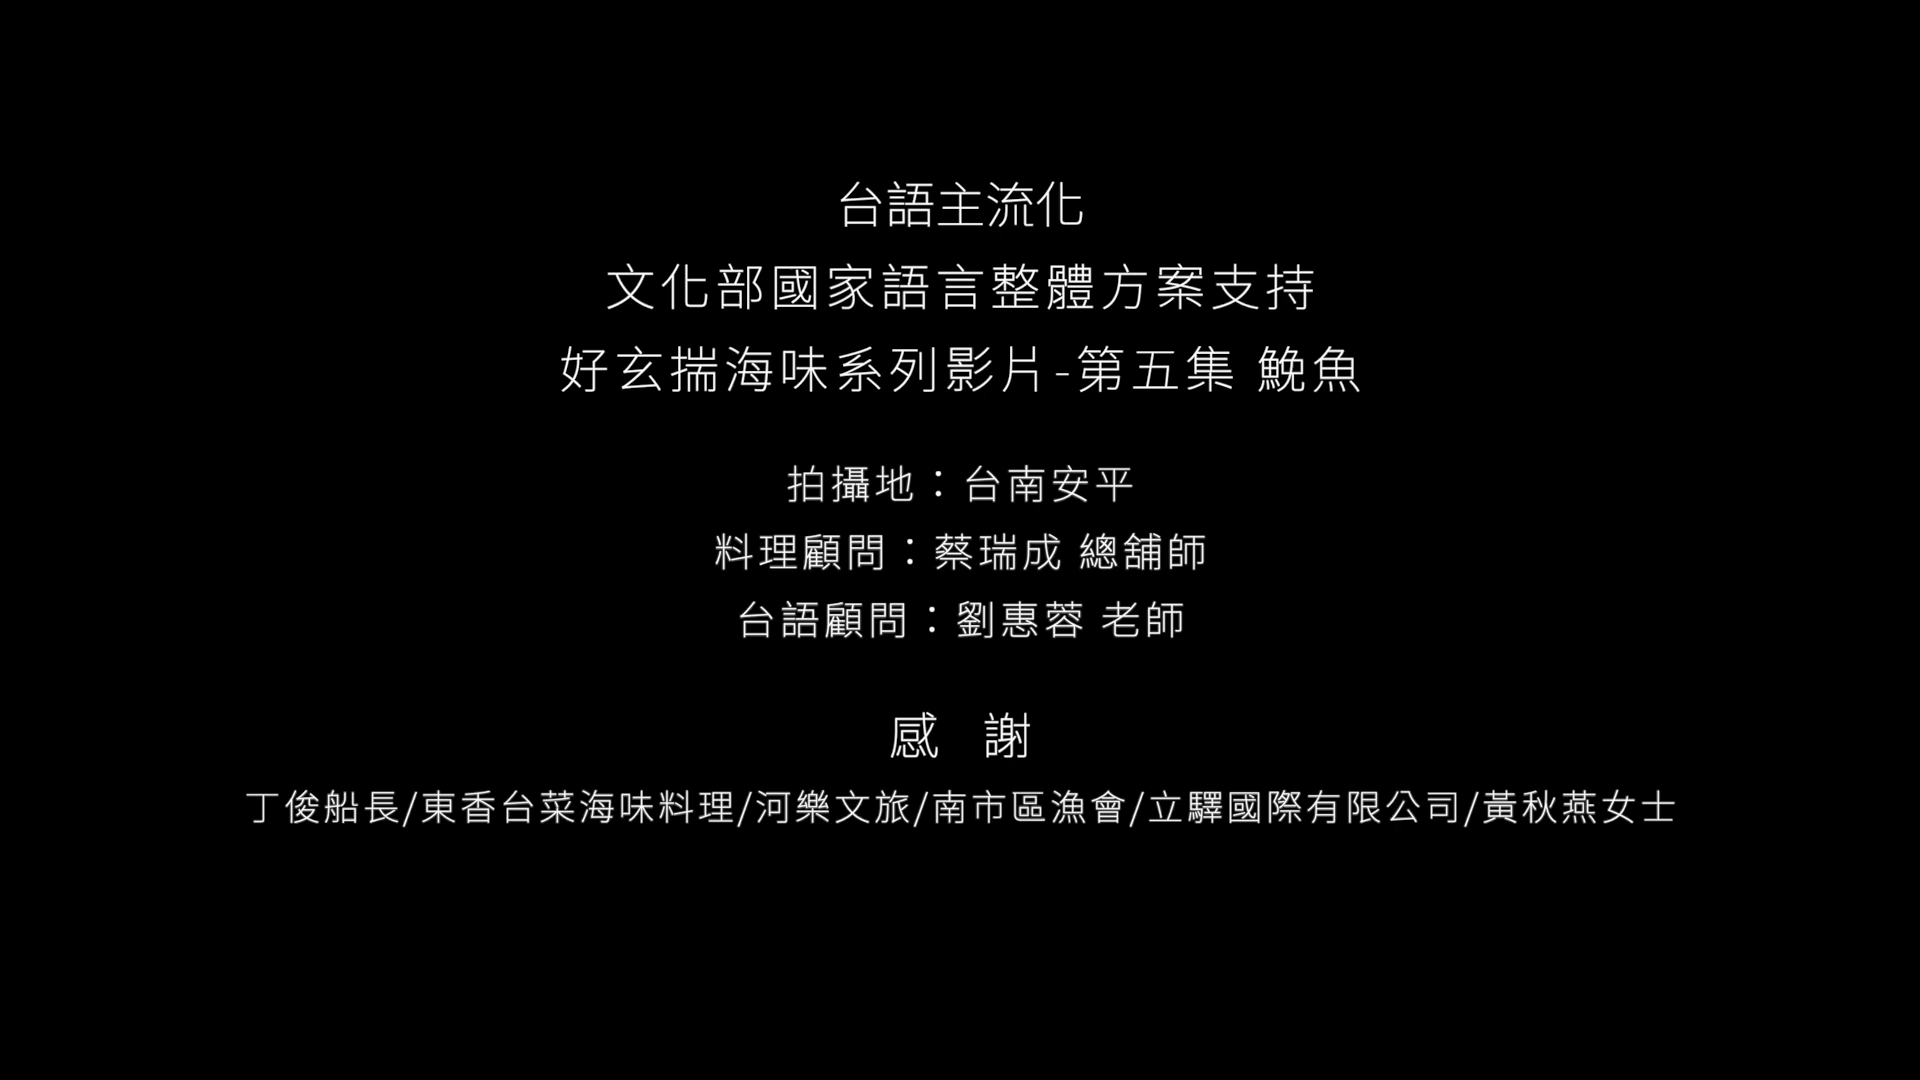 台語主流化
文化部國家語言整體方案支持
好玄揣海味系列影片-第五集 鮸魚
拍攝地：台南安平
料理顧問：蔡瑞成 總舖師
台語顧問：劉惠蓉 老師
感 謝
丁俊船長/東香台菜海味料理/河樂文旅/南市區漁會/立驛國際有限公司/黃秋燕女士